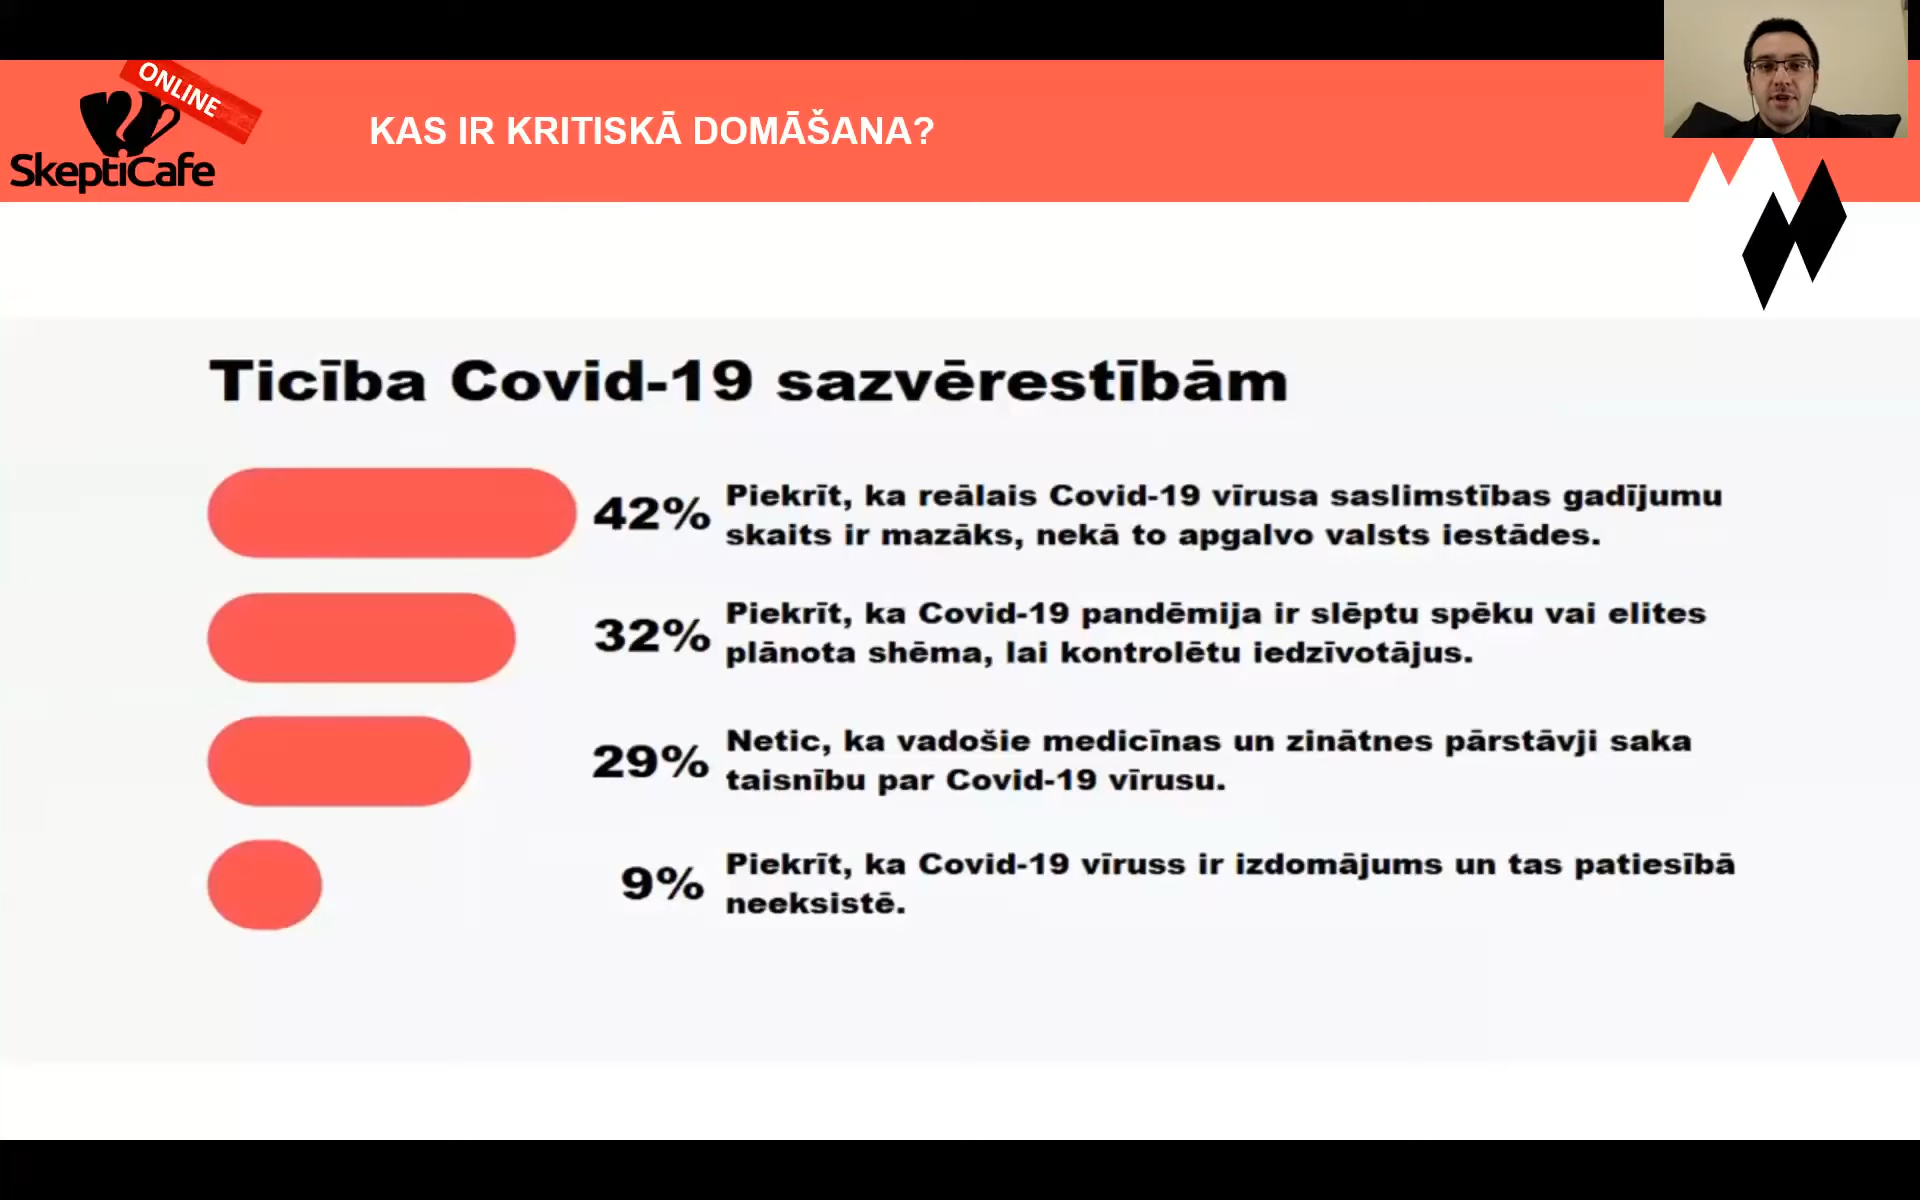 ONLINE
SkeptiCafe
KAS IR KRITISKĀ DOMĀŠANA?
Ticība Covid-19 sazvērestībām
42%
Piekrīt, ka reālais Covid-19 vīrusa saslimstības gadījumu
skaits ir mazāks, nekā to apgalvo valsts iestādes.
32%
Piekrīt, ka Covid-19 pandēmija ir slēptu spēku vai elites
plānota shēma, lai kontrolētu iedzīvotājus.
29%
Netic, ka vadošie medicīnas un zinātnes pārstāvji saka
taisnību par Covid-19 vīrusu.
9%
Piekrīt, ka Covid-19 vīruss ir izdomājums un tas patiesībā
neeksistē.